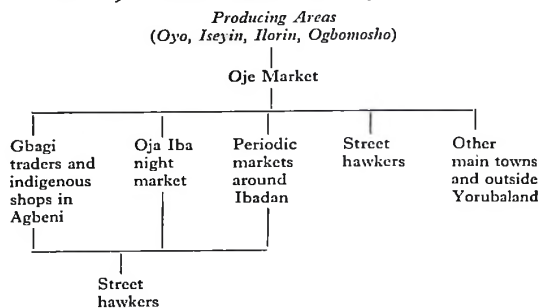 Producing Areas
(Oyo, Iseyin, Ilorin, Ogbomosho)
Oje Market
Gbagi
traders and
indigenous
shops in
Agbeni
Oja Iba
night
market
Periodic
markets
around
Ibadan
Street
hawkers
Other
main towns
and outside
Yorubaland
Street
hawkers